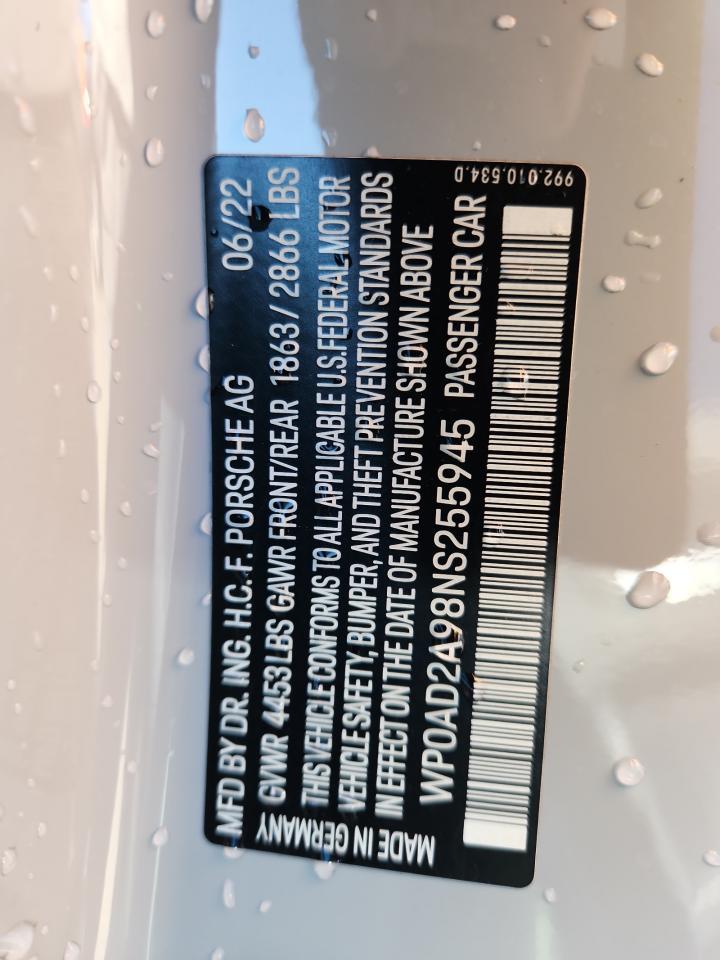 MFD BY DR. ING. H.C. F. PORSCHE AG 06/22
GVWR 4453 LBS GAWR FRONT/REAR 1863 / 2866 LBS
THIS VEHICLE CONFORMS TO ALL APPLICABLE U.S. FEDERAL MOTOR
VEHICLE SAFETY, BUMPER, AND THEFT PREVENTION STANDARDS
IN EFFECT ON THE DATE OF MANUFACTURE SHOWN ABOVE
WP0AD2A98NS255945 PASSENGER CAR
MADE IN GERMANY
992.010.534.D